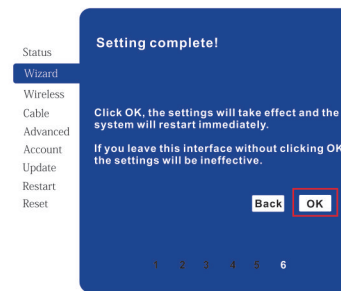 Setting complete!
Status
Wizard
Wireless
Cable
Advanced
Account
Update
Restart
Reset
Click OK, the settings will take effect and the
system will restart immediately.
If you leave this interface without clicking OK
the settings will be ineffective.
Back OK
1 2 3 4 5 6